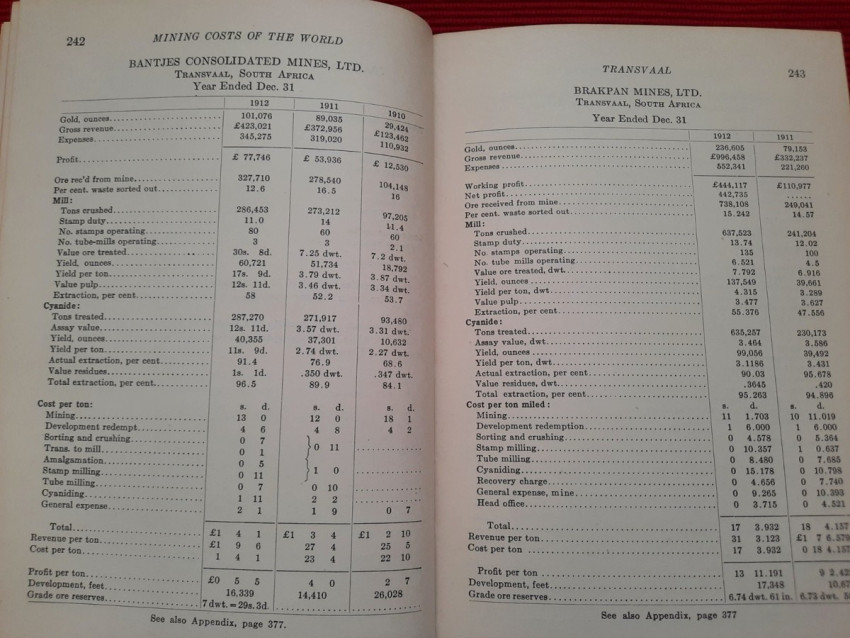 242 MINING COSTS OF THE WORLD
BANTJES CONSOLIDATED MINES, LTD.
TRANSVAAL, SOUTH AFRICA
Year Ended Dec. 31
1912 1911 1910
Gold, ounces 101,076 89,035 29,424
Gross revenue £423,021 £372,956 £123,462
Expenses 345,275 319,020 110,932
Profit £ 77,746 £ 53,936 £ 12,530
Ore rec'd from mine 327,710 278,540 104,148
Per cent. waste sorted out 12.6 16.5 16
Mill:
Tons crushed 286,453 273,212 97,205
Stamp duty 11.0 14 11.4
No. stamps operating 80 60 60
No. tube-mills operating 3 3 2.1
Value ore treated 30s. 8d. 7.25 dwt. 7.2 dwt.
Yield, ounces 60,721 51,734 18,792
Yield per ton 17s. 9d. 3.79 dwt. 3.87 dwt.
Value pulp 12s. 11d. 3.46 dwt. 3.34 dwt.
Extraction, per cent 58 52.2 53.7
Cyanide:
Tons treated 287,270 271,917 93,480
Assay value 12s. 11d. 3.57 dwt. 3.31 dwt.
Yield, ounces 40,355 37,301 10,632
Yield per ton 11s. 9d. 2.74 dwt. 2.27 dwt.
Actual extraction, per cent 91.4 76.9 68.6
Value residues 1s. 1d. .350 dwt. .347 dwt.
Total extraction, per cent 96.5 89.9 84.1
Cost per ton: s. d. s. d. s. d.
Mining 13 0 12 0 18 1
Development redempt 4 6 4 8 4 2
Sorting and crushing 0 7
Trans. to mill 0 1 0 11
Amalgamation 0 5
Stamp milling 0 11 1 0
Tube milling 0 7 0 10
Cyaniding 1 11 2 2
General expense 2 1 1 9 0 7
Total £1 4 1 £1 3 4 £1 2 10
Revenue per ton £1 9 6 27 4 25 5
Cost per ton 1 4 1 23 4 22 10
Profit per ton £0 5 5 4 0 2 7
Development, feet 16,339 14,410 26,028
Grade ore reserves 7 dwt. = 29s. 3d.
See also Appendix, page 377.
TRANSVAAL 243
BRAKPAN MINES, LTD.
TRANSVAAL, SOUTH AFRICA
Year Ended Dec. 31
1912 1911
Gold, ounces 236,605 79,153
Gross revenue £996,458 £332,237
Expenses 552,341 221,260
Working profit £444,117 £110,977
Net profit 442,735
Ore received from mine 738,108 249,041
Per cent. waste sorted out 15.242 14.57
Mill:
Tons crushed 637,523 241,204
Stamp duty 13.74 12.02
No. stamps operating 135 100
No. tube mills operating 6.521 4.5
Value ore treated, dwt. 7.792 6.916
Yield, ounces 137,549 39,661
Yield per ton, dwt 4.315 3.289
Value pulp 3.477 3.627
Extraction, per cent 55.376 47.556
Cyanide:
Tons treated 635,257 230,173
Assay value, dwt 3.464 3.586
Yield, ounces 99,056 39,492
Yield per ton, dwt 3.1186 3.431
Actual extraction, per cent 90.03 95.678
Value residues, dwt. .3645 .420
Total extraction, per cent 95.263 94.896
Cost per ton milled: s. d. s. d.
Mining 11 1.703 10 11.019
Development redemption 1 6.000 1 6.000
Sorting and crushing 0 4.578 0 5.364
Stamp milling 0 10.357 1 0.637
Tube milling 0 8.480 0 7.685
Cyaniding 0 15.178 0 10.798
Recovery charge 0 4.656 0 7.740
General expense, mine 0 9.265 0 10.393
Head office 0 3.715 0 4.521
Total 17 3.932 18 4.157
Revenue per ton 31 3.123 £1 7 6.579
Cost per ton 17 3.932 0 18 4.157
Profit per ton 13 11.191 9 2.42
Development, feet 17,348
Grade ore reserves 6.74 dwt. 61 in. 6.73 dwt.
See also Appendix, page 377